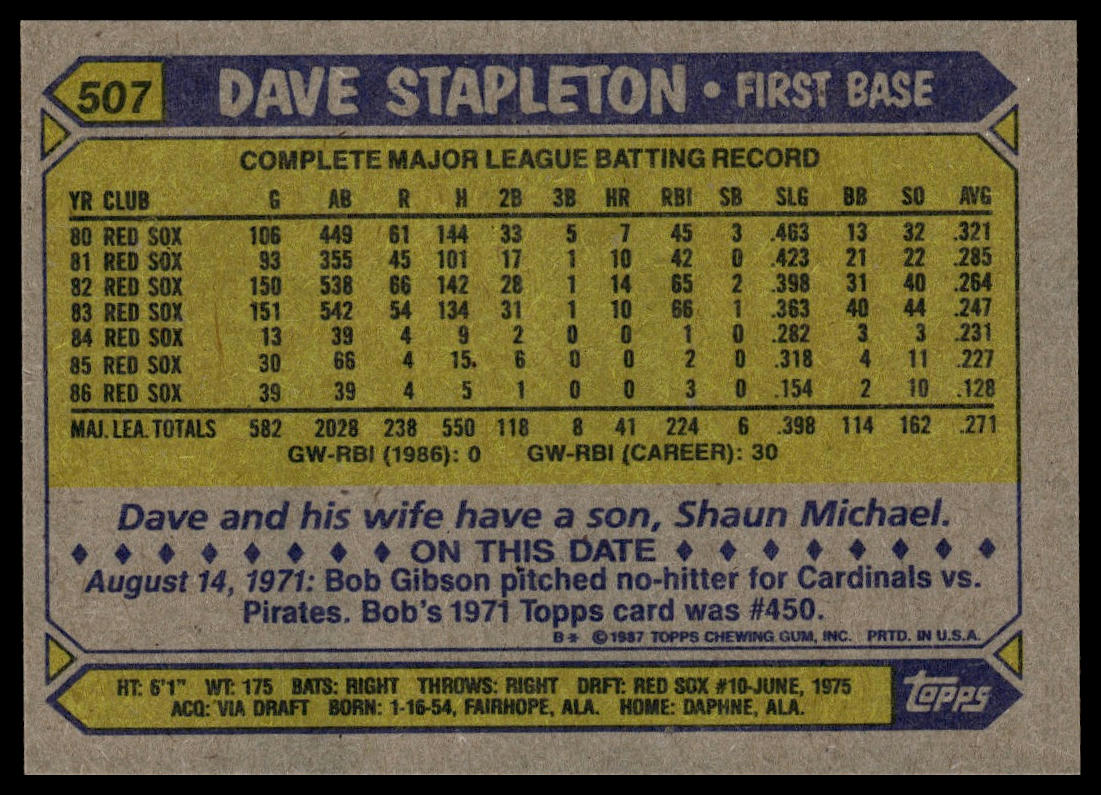 507 DAVE STAPLETON • FIRST BASE
COMPLETE MAJOR LEAGUE BATTING RECORD
YR CLUB G AB R H 2B 3B HR RBI SB SLG BB SO AVG
80 RED SOX 106 449 61 144 33 5 7 45 3 .463 13 32 .321
81 RED SOX 93 355 45 101 17 1 10 42 0 .423 21 22 .285
82 RED SOX 150 538 66 142 28 1 14 65 2 .398 31 40 .264
83 RED SOX 151 542 54 134 31 1 10 66 1 .363 40 44 .247
84 RED SOX 13 39 4 9 2 0 0 1 0 .282 3 3 .231
85 RED SOX 30 66 4 15 6 0 0 2 0 .318 4 11 .227
86 RED SOX 39 39 4 5 1 0 0 3 0 .154 2 10 .128
MAJ. LEA. TOTALS 582 2028 238 550 118 8 41 224 6 .398 114 162 .271
GW-RBI (1986): 0 GW-RBI (CAREER): 30
Dave and his wife have a son, Shaun Michael.
ON THIS DATE
August 14, 1971: Bob Gibson pitched no-hitter for Cardinals vs.
Pirates. Bob's 1971 Topps card was #450.
B* ©1987 TOPPS CHEWING GUM, INC. PRTD. IN U.S.A.
HT: 6'1" WT: 175 BATS: RIGHT THROWS: RIGHT DRFT: RED SOX #10-JUNE, 1975
ACQ: VIA DRAFT BORN: 1-16-54, FAIRHOPE, ALA. HOME: DAPHNE, ALA.
topps